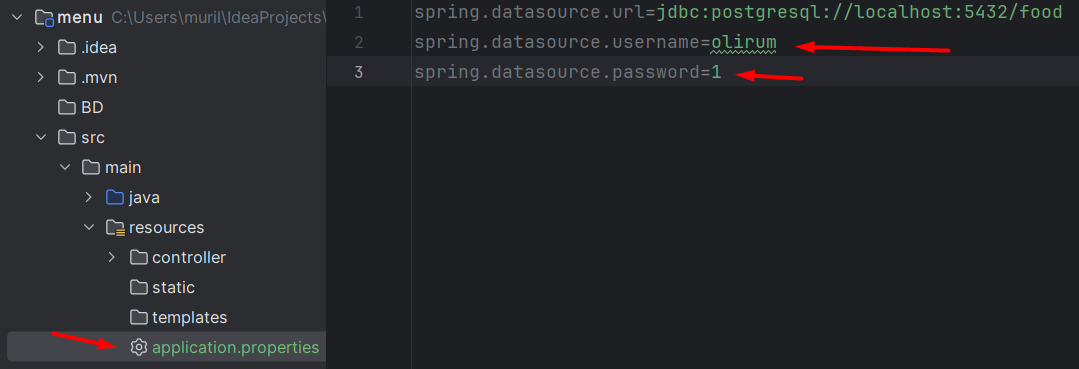 menu C:\Users\muril\IdeaProjects\
.idea
.mvn
BD
src
main
java
resources
controller
static
templates
application.properties
1 spring.datasource.url=jdbc:postgresql://localhost:5432/food
2 spring.datasource.username=olirum
3 spring.datasource.password=1